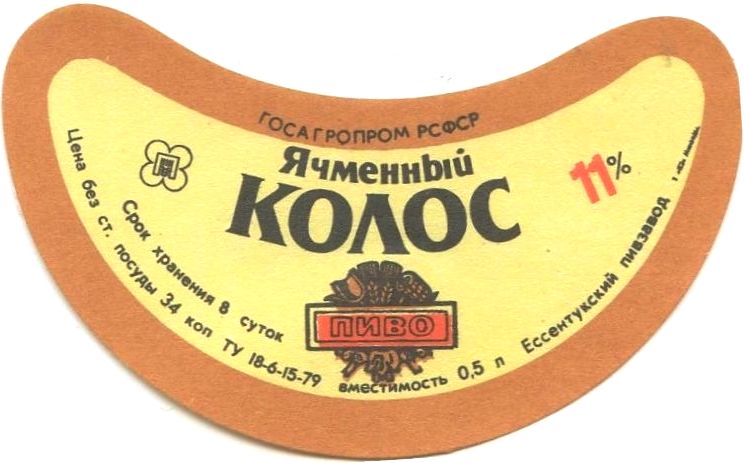 ГОСАГРОПРОМ РСФСР
Ячменный
КОЛОС
11%
ПИВО
Срок хранения 8 суток
Цена без ст. посуды 34 коп ТУ 18-6-15-79 вместимость 0,5 л Ессентукский пивзавод